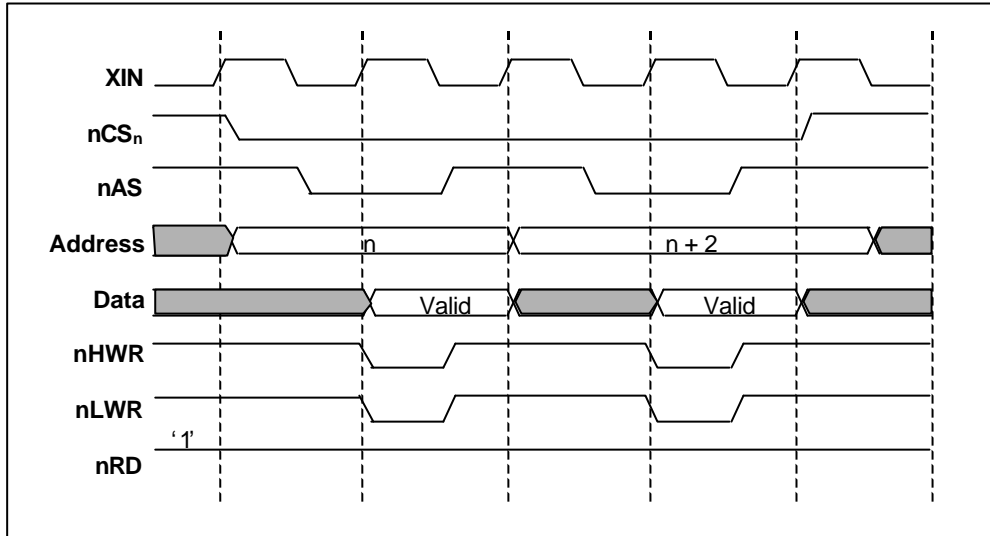 XIN
nCSn
nAS
Address n n + 2
Data Valid Valid
nHWR
nLWR
‘1’
nRD